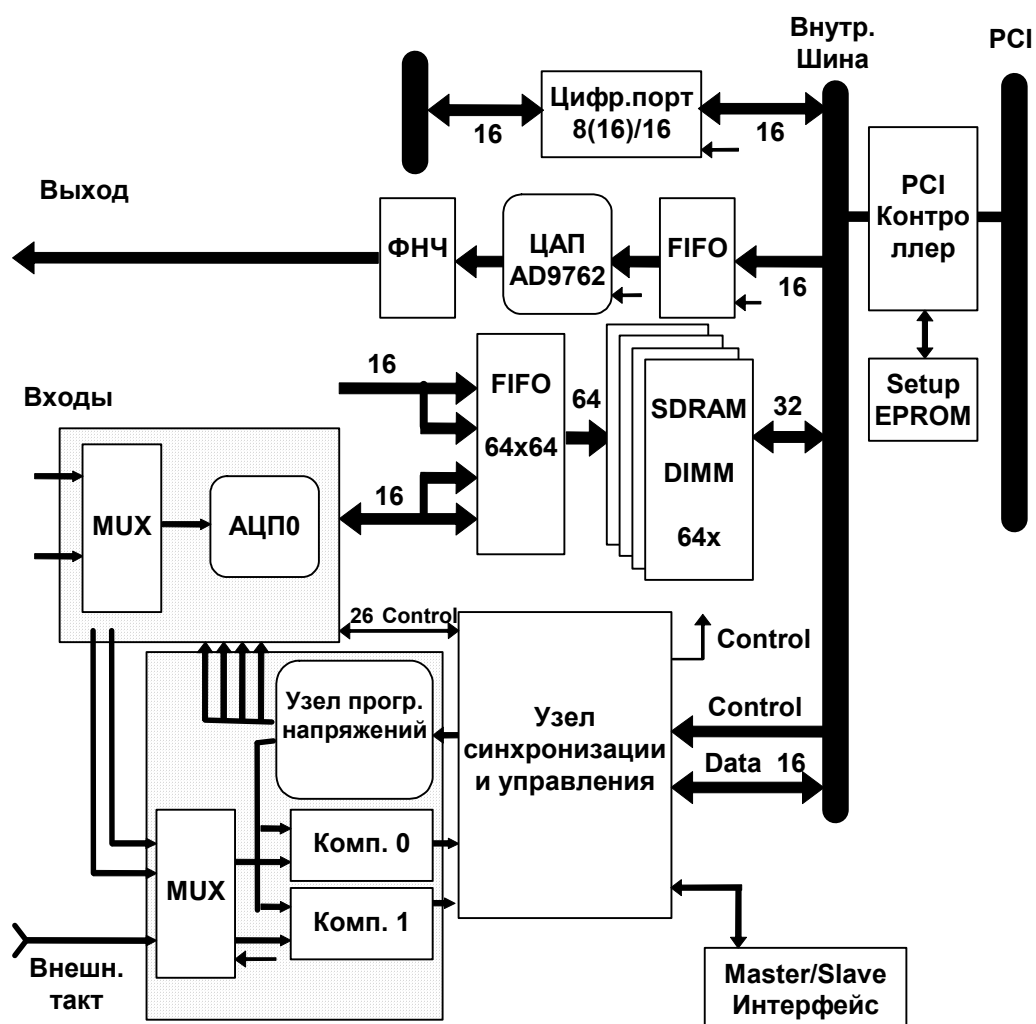 Внутр.
Шина
PCI
Цифр.порт
8(16)/16
16
16
Выход
ФНЧ
ЦАП
AD9762
FIFO
16
PCI
Контро
ллер
Setup
EPROM
Входы
16
FIFO
64x64
64
SDRAM
DIMM
64x
32
MUX
АЦП0
16
26 Control
Control
Узел прогр.
напряжений
Узел
синхронизации
и управления
Control
Data 16
MUX
Комп. 0
Комп. 1
Внешн.
такт
Master/Slave
Интерфейс